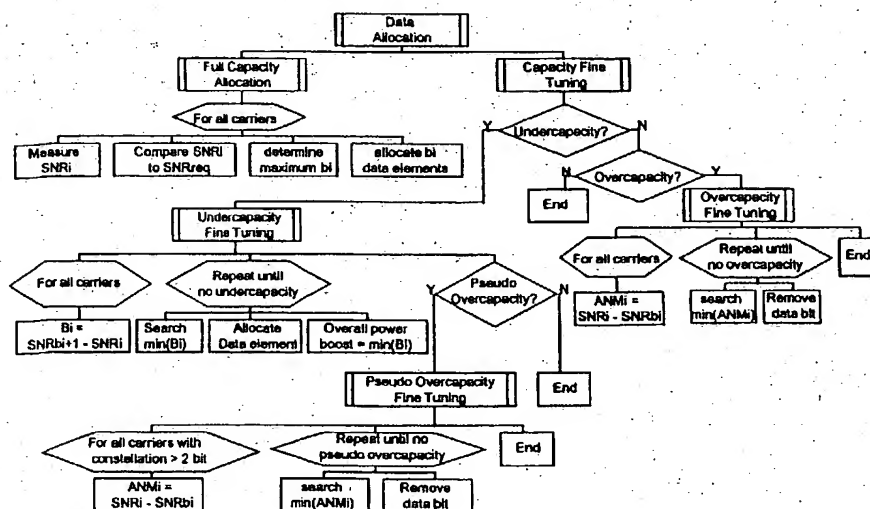 Data
Allocation
Full Capacity
Allocation
Capacity Fine
Tuning
For all carriers
Y
Undercapacity?
N
Measure
SNRi
Compare SNRi
to SNRreq
determine
maximum bi
allocate bi
data elements
N
Overcapacity?
Y
End
Undercapacity
Fine Tuning
Overcapacity
Fine Tuning
For all carriers
Repeat until
no undercapacity
Y
Pseudo
Overcapacity?
N
For all carriers
Repeat until
no overcapacity
End
Bi =
SNRbi+1 - SNRi
Search
min(Bi)
Allocate
Data element
Overall power
boost = min(Bi)
ANMi =
SNRi - SNRbi
search
min(ANMi)
Remove
data bit
Pseudo Overcapacity
Fine Tuning
End
For all carriers with
constellation > 2 bit
Repeat until no
pseudo overcapacity
End
ANMi =
SNRi - SNRbi
search
min(ANMi)
Remove
data bit